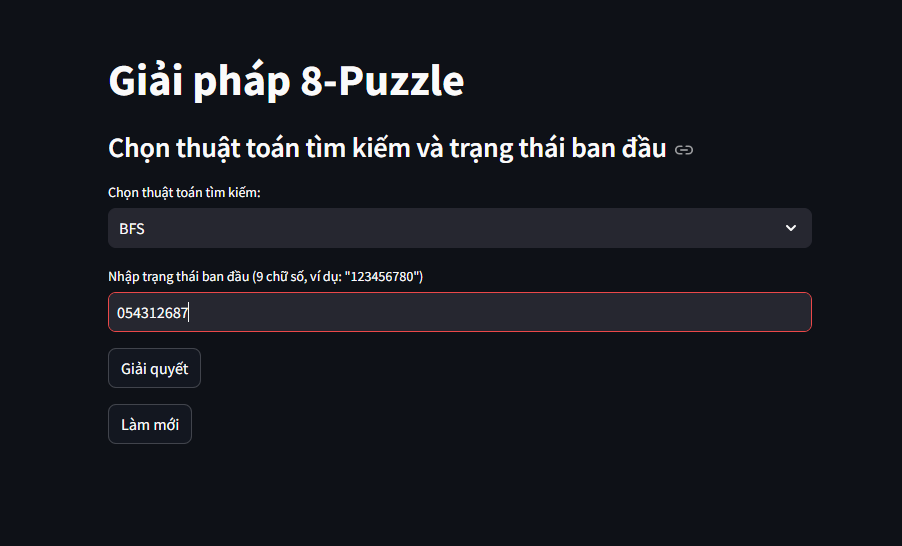 Giải pháp 8-Puzzle
Chọn thuật toán tìm kiếm và trạng thái ban đầu
Chọn thuật toán tìm kiếm:
BFS
Nhập trạng thái ban đầu (9 chữ số, ví dụ: "123456780")
054312687
Giải quyết
Làm mới